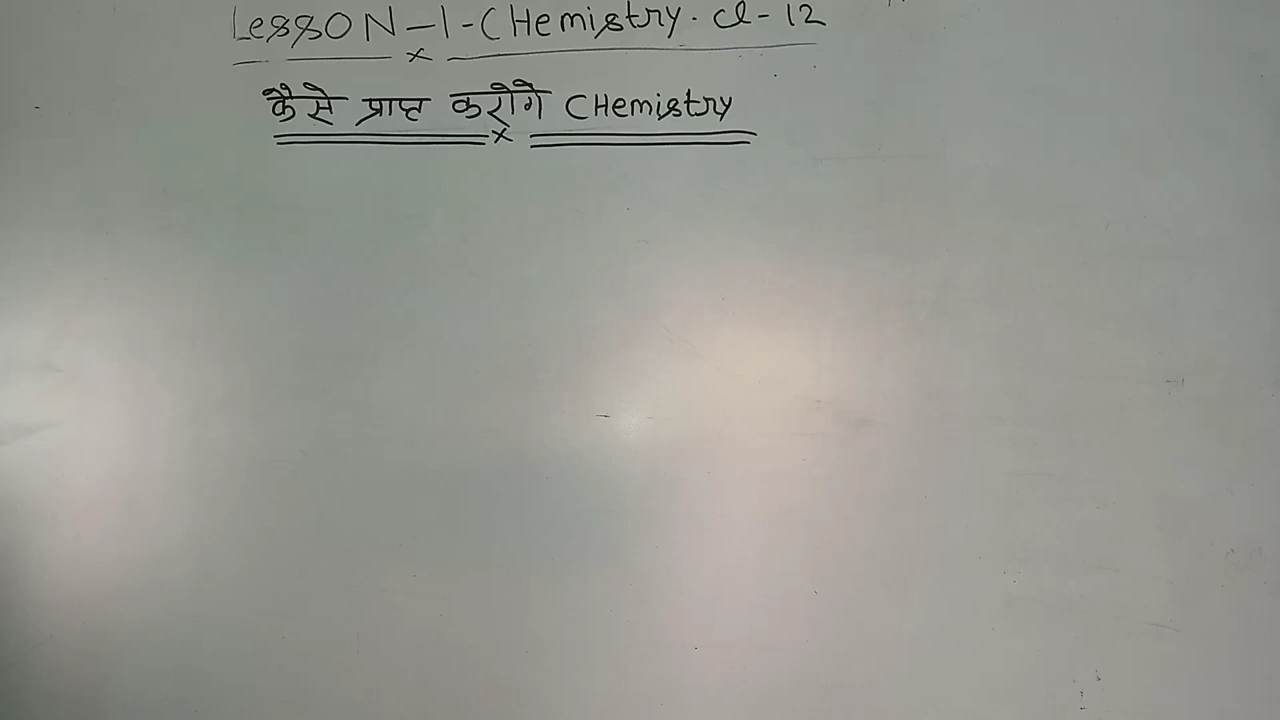 LessON-1-CHemistry. cl-12
कैसे प्राप्त करोगे CHemistry